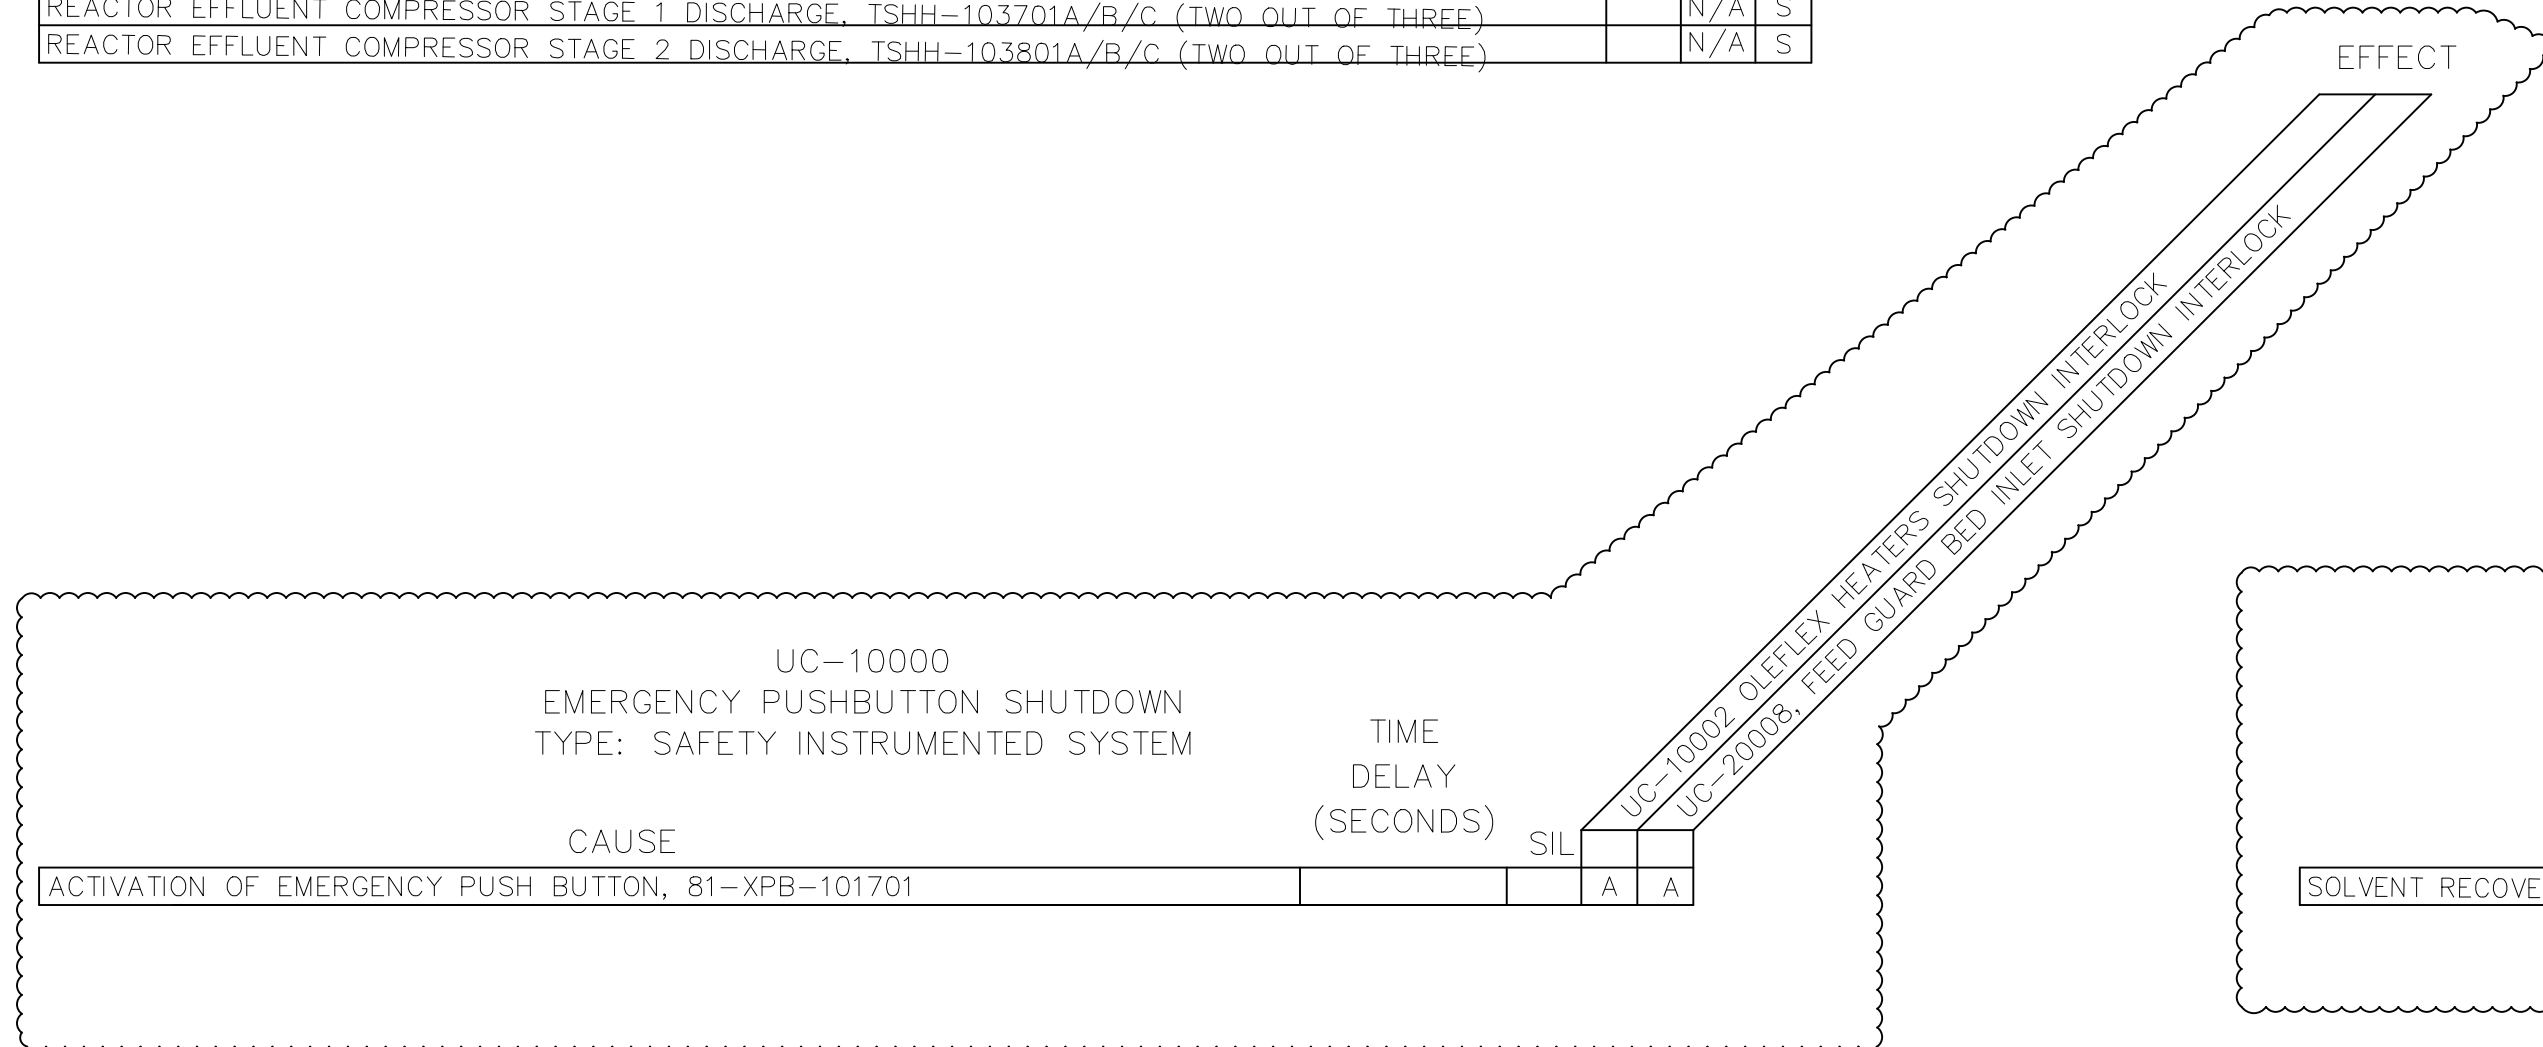 REACTOR EFFLUENT COMPRESSOR STAGE 1 DISCHARGE, TSHH-103701A/B/C (TWO OUT OF THREE) N/A S
REACTOR EFFLUENT COMPRESSOR STAGE 2 DISCHARGE, TSHH-103801A/B/C (TWO OUT OF THREE) N/A S
EFFECT
UC-10002 OLEFLEX HEATERS SHUTDOWN INTERLOCK
UC-20008, FEED GUARD BED INLET SHUTDOWN INTERLOCK
UC-10000
EMERGENCY PUSHBUTTON SHUTDOWN
TYPE: SAFETY INSTRUMENTED SYSTEM
TIME
DELAY
(SECONDS)
CAUSE
SIL
ACTIVATION OF EMERGENCY PUSH BUTTON, 81-XPB-101701 A A
SOLVENT RECOVE